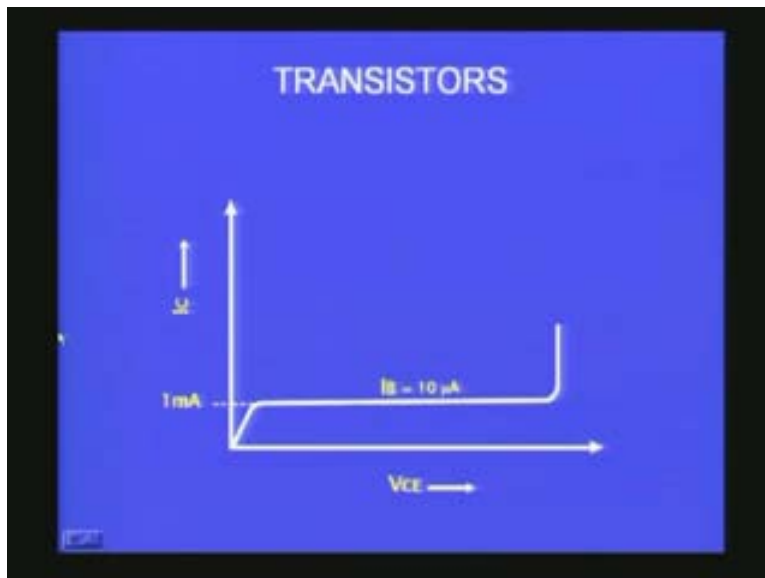 TRANSISTORS
IC
IB = 10 µA
1mA
VCE